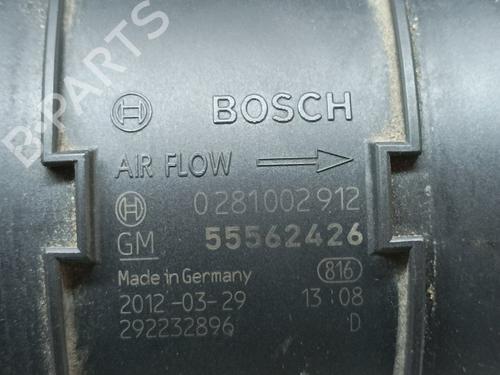 B-PARTS
BOSCH
AIR FLOW
0 281 002 912
GM 55562426
Made in Germany 816
2012-03-29 13:08
292232896 D